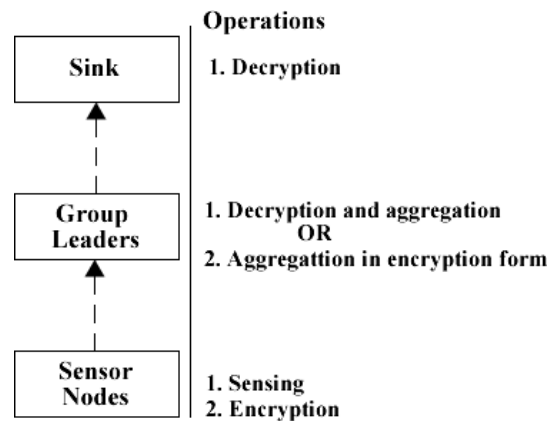 Operations
Sink
1. Decryption
Group
Leaders
1. Decryption and aggregation
OR
2. Aggregattion in encryption form
Sensor
Nodes
1. Sensing
2. Encryption